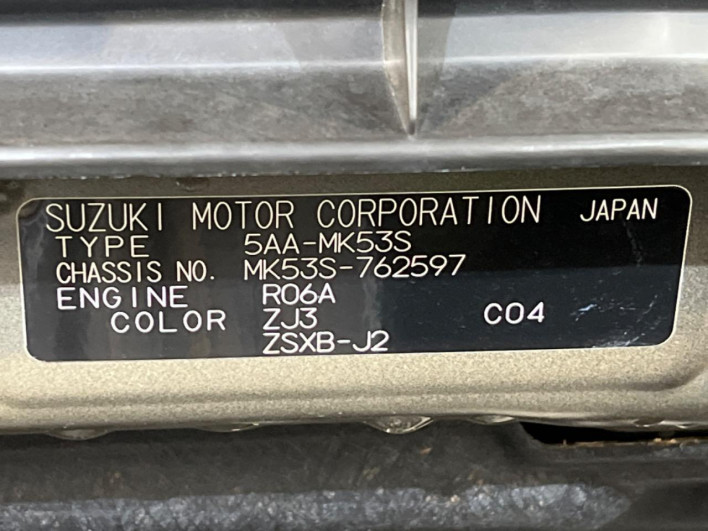 SUZUKI MOTOR CORPORATION JAPAN
TYPE 5AA-MK53S
CHASSIS NO. MK53S-762597
ENGINE R06A
COLOR ZJ3 C04
ZSXB-J2